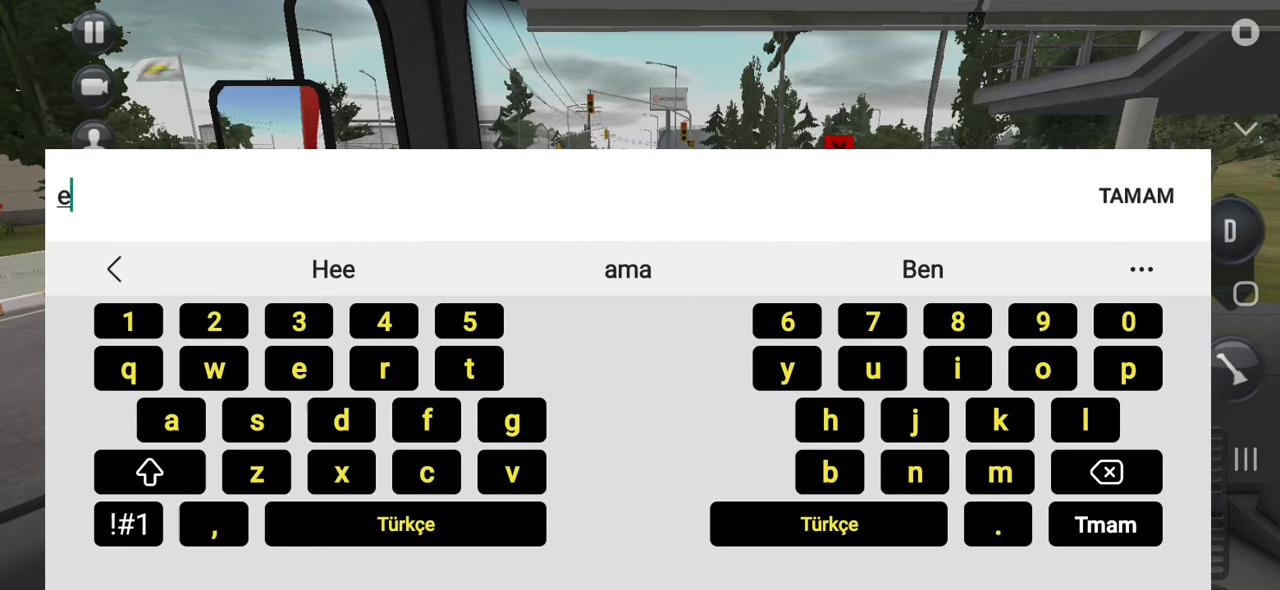 e
TAMAM
Hee ama Ben
1 2 3 4 5 6 7 8 9 0
q w e r t y u i o p
a s d f g h j k l
z x c v b n m
!#1 , Türkçe Türkçe . Tmam
D